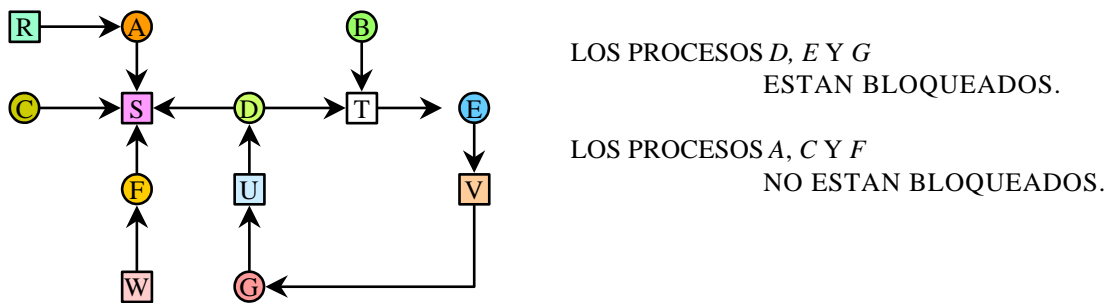 R A B
LOS PROCESOS D, E Y G
ESTAN BLOQUEADOS.
C S D T E
LOS PROCESOS A, C Y F
NO ESTAN BLOQUEADOS.
F U V
W G